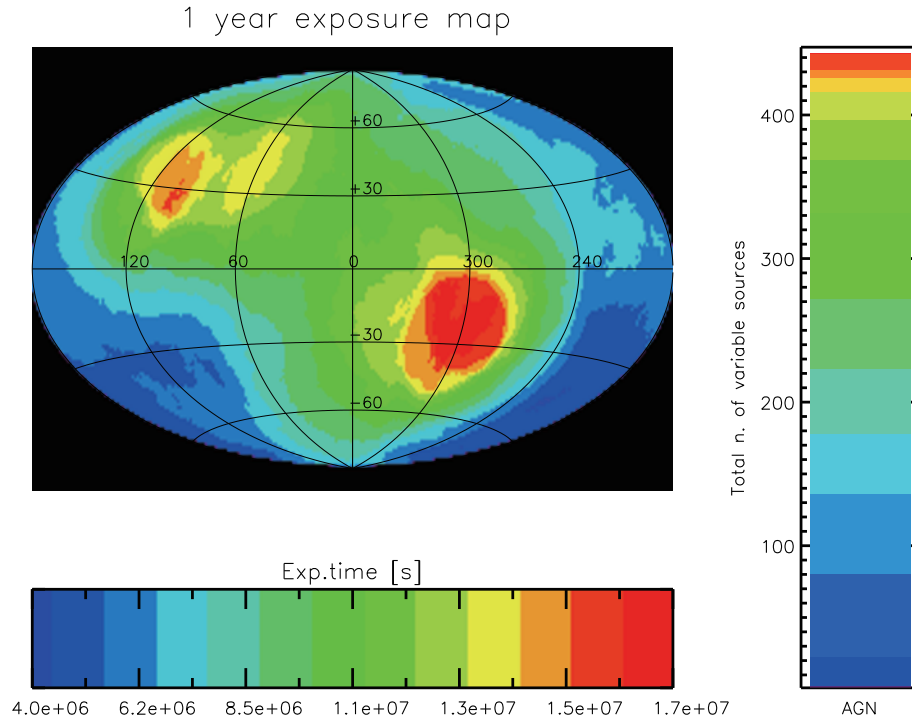 1 year exposure map
+60
+30
120 60 0 300 240
-30
-60
Exp.time [s]
4.0e+06 6.2e+06 8.5e+06 1.1e+07 1.3e+07 1.5e+07 1.7e+07
Total n. of variable sources
400
300
200
100
AGN